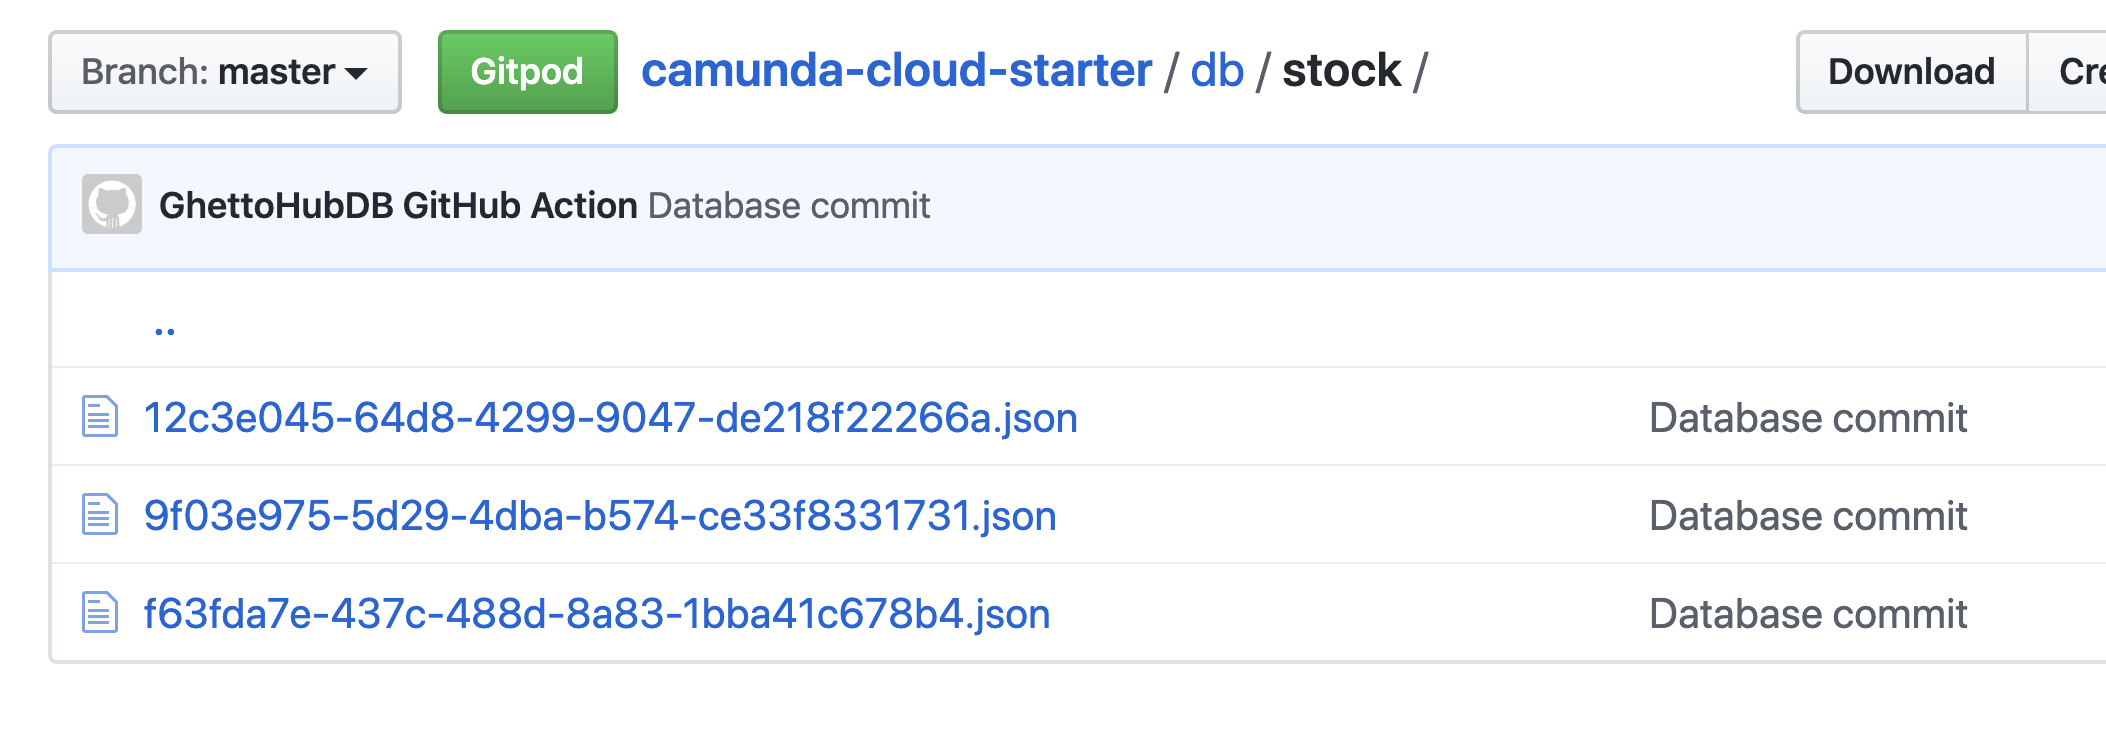 Branch: master Gitpod camunda-cloud-starter / db / stock / Download Cre
GhettoHubDB GitHub Action Database commit
..
12c3e045-64d8-4299-9047-de218f22266a.json Database commit
9f03e975-5d29-4dba-b574-ce33f8331731.json Database commit
f63fda7e-437c-488d-8a83-1bba41c678b4.json Database commit